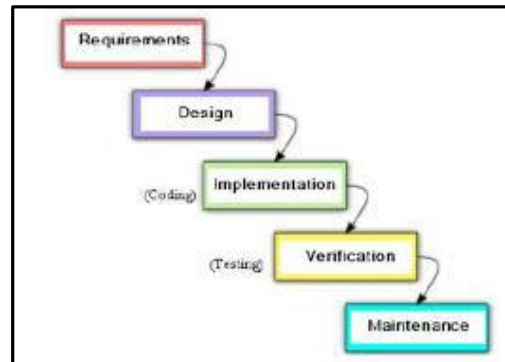 Requirements
Design
Implementation
(Coding)
Verification
(Testing)
Maintenance